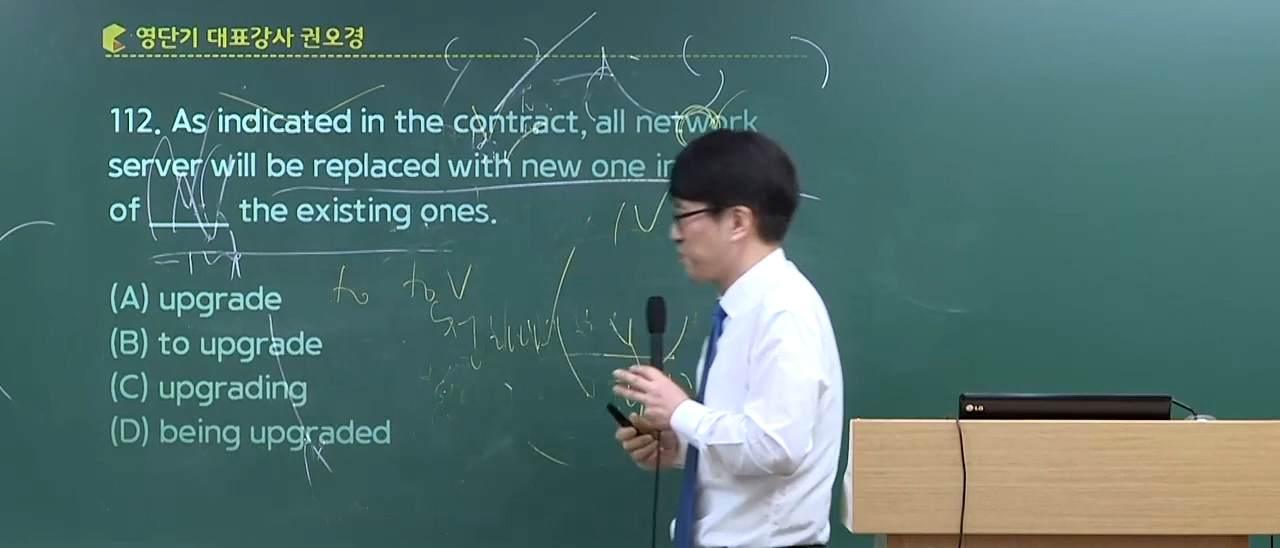 영단기 대표강사 권오경
112. As indicated in the contract, all network
server will be replaced with new one in
of ______ the existing ones.
(A) upgrade
(B) to upgrade
(C) upgrading
(D) being upgraded
LG